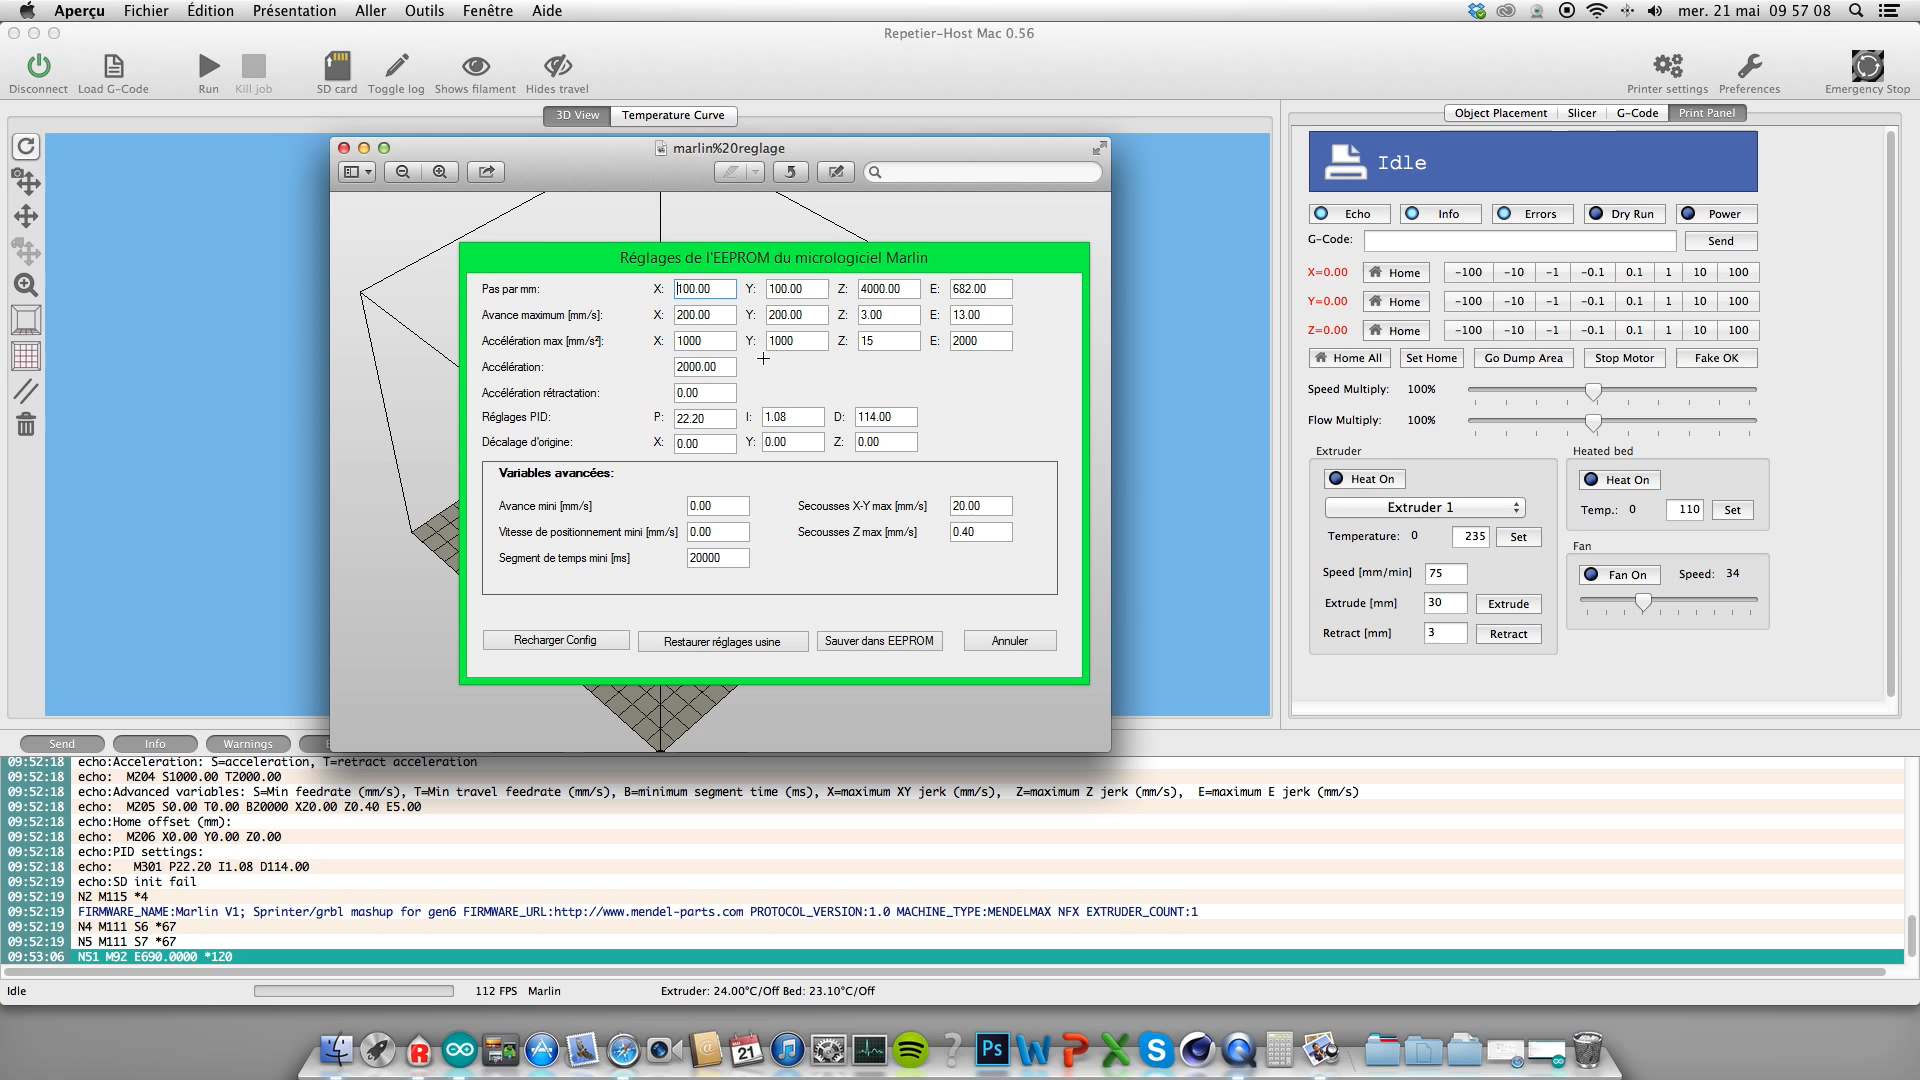 Aperçu Fichier Édition Présentation Aller Outils Fenêtre Aide mer. 21 mai 09 57 08
Repetier-Host Mac 0.56
Disconnect Load G-Code Run Kill job SD card Toggle log Shows filament Hides travel Printer settings Preferences Emergency Stop
3D View Temperature Curve
Object Placement Slicer G-Code Print Panel
marlin%20reglage
Réglages de l'EEPROM du micrologiciel Marlin
Pas par mm: X: 100.00 Y: 100.00 Z: 4000.00 E: 682.00
Avance maximum [mm/s]: X: 200.00 Y: 200.00 Z: 3.00 E: 13.00
Accélération max [mm/s²]: X: 1000 Y: 1000 Z: 15 E: 2000
Accélération: 2000.00
Accélération rétractation: 0.00
Réglages PID: P: 22.20 I: 1.08 D: 114.00
Décalage d'origine: X: 0.00 Y: 0.00 Z: 0.00
Variables avancées:
Avance mini [mm/s] 0.00 Secousses X-Y max [mm/s] 20.00
Vitesse de positionnement mini [mm/s] 0.00 Secousses Z max [mm/s] 0.40
Segment de temps mini [ms] 20000
Recharger Config Restaurer réglages usine Sauver dans EEPROM Annuler
Idle
Echo Info Errors Dry Run Power
G-Code: Send
X=0.00 Home -100 -10 -1 -0.1 0.1 1 10 100
Y=0.00 Home -100 -10 -1 -0.1 0.1 1 10 100
Z=0.00 Home -100 -10 -1 -0.1 0.1 1 10 100
Home All Set Home Go Dump Area Stop Motor Fake OK
Speed Multiply: 100%
Flow Multiply: 100%
Extruder
Heat On
Extruder 1
Temperature: 0 235 Set
Speed [mm/min] 75
Extrude [mm] 30 Extrude
Retract [mm] 3 Retract
Heated bed
Heat On
Temp.: 0 110 Set
Fan
Fan On Speed: 34
Send Info Warnings
09:52:18 echo:Acceleration: S=acceleration, T=retract acceleration
09:52:18 echo: M204 S1000.00 T2000.00
09:52:18 echo:Advanced variables: S=Min feedrate (mm/s), T=Min travel feedrate (mm/s), B=minimum segment time (ms), X=maximum XY jerk (mm/s), Z=maximum Z jerk (mm/s), E=maximum E jerk (mm/s)
09:52:18 echo: M205 S0.00 T0.00 B20000 X20.00 Z0.40 E5.00
09:52:18 echo:Home offset (mm):
09:52:18 echo: M206 X0.00 Y0.00 Z0.00
09:52:18 echo:PID settings:
09:52:18 echo: M301 P22.20 I1.08 D114.00
09:52:19 echo:SD init fail
09:52:19 N2 M115 *4
09:52:19 FIRMWARE_NAME:Marlin V1; Sprinter/grbl mashup for gen6 FIRMWARE_URL:http://www.mendel-parts.com PROTOCOL_VERSION:1.0 MACHINE_TYPE:MENDELMAX NFX EXTRUDER_COUNT:1
09:52:19 N4 M111 S6 *67
09:52:19 N5 M111 S7 *67
09:53:06 N51 M92 E690.0000 *120
Idle 112 FPS Marlin Extruder: 24.00°C/Off Bed: 23.10°C/Off